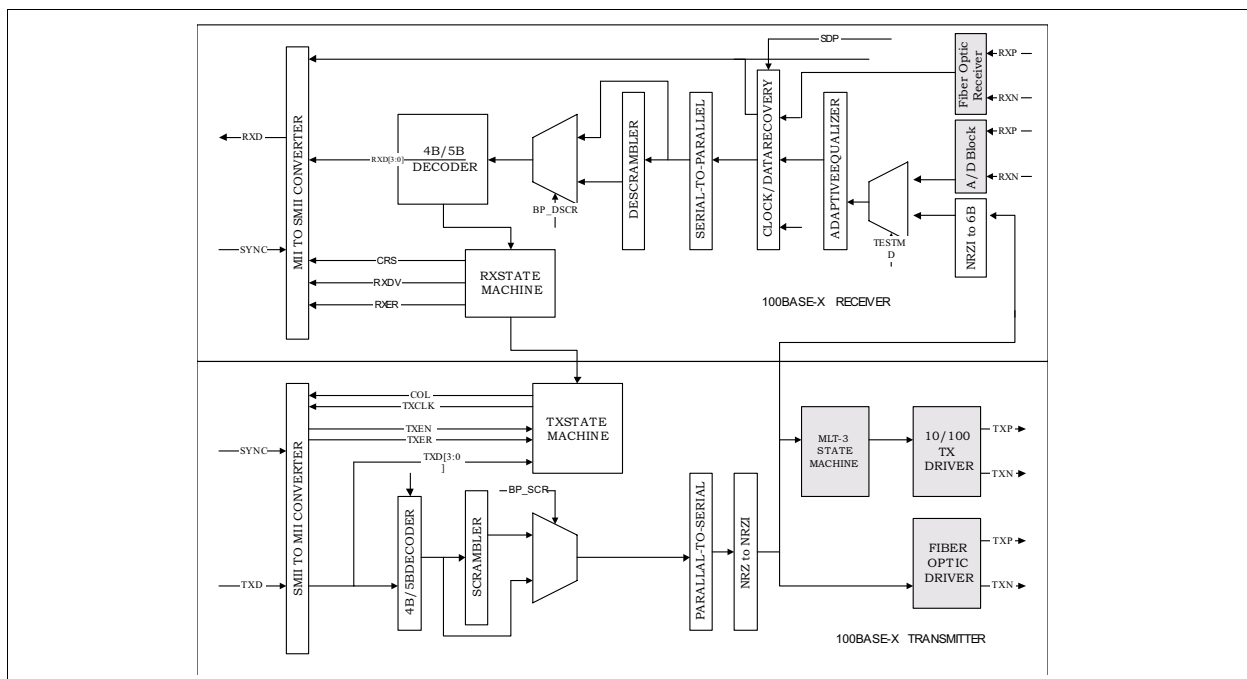 SDP
Fiber Optic
Receiver
RXP
RXN
RXD
MII TO SMII CONVERTER
RXD[3:0]
4B/5B
DECODER
BP_DSCR
DESCRAMBLER
SERIAL-TO-PARALLEL
CLOCK/DATARECOVERY
ADAPTIVEEQUALIZER
TESTM
D
A/D Block
RXP
RXN
NRZI to 6B
SYNC
CRS
RXDV
RXER
RXSTATE
MACHINE
100BASE-X RECEIVER
SMII TO MII CONVERTER
SYNC
TXD
COL
TXCLK
TXEN
TXER
TXD[3:0
]
TXSTATE
MACHINE
4B/5BDECODER
SCRAMBLER
BP_SCR
PARALLAL-TO-SERIAL
NRZ to NRZI
MLT-3
STATE
MACHINE
10/100
TX
DRIVER
TXP
TXN
FIBER
OPTIC
DRIVER
TXP
TXN
100BASE-X TRANSMITTER